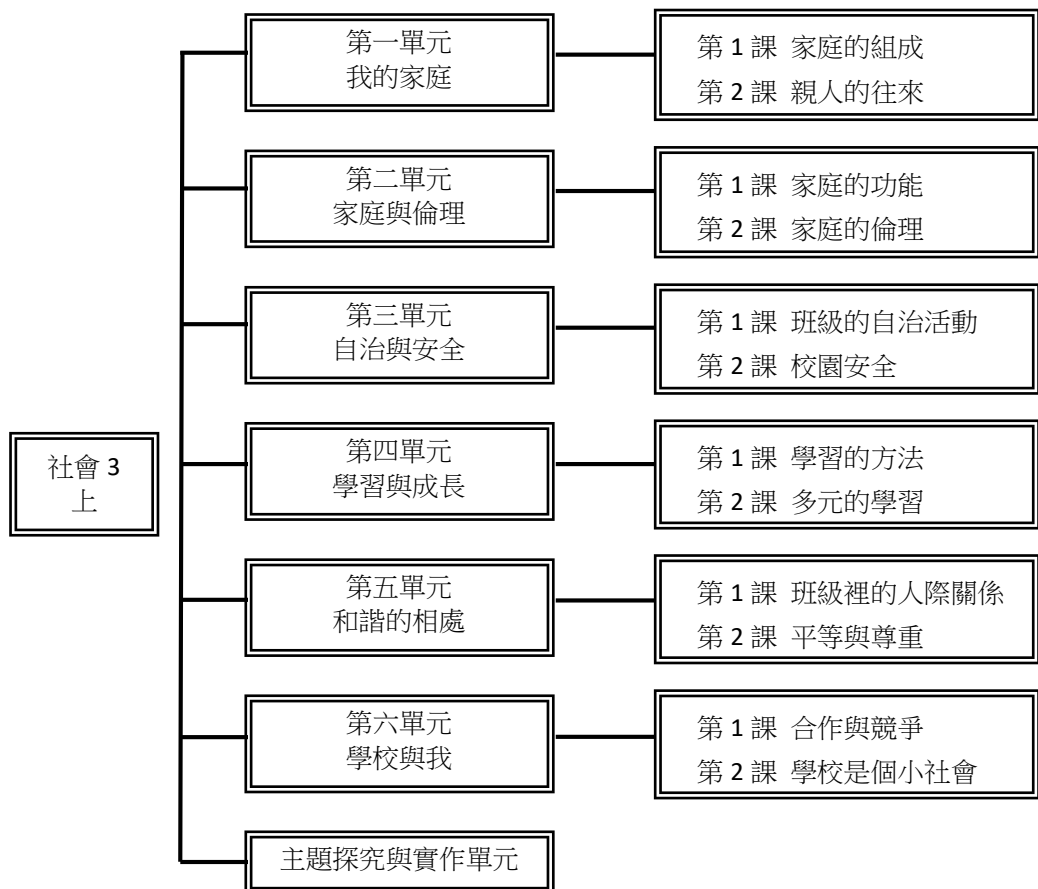 社會 3
上
第一單元
我的家庭
第 1 課 家庭的組成
第 2 課 親人的往來
第二單元
家庭與倫理
第 1 課 家庭的功能
第 2 課 家庭的倫理
第三單元
自治與安全
第 1 課 班級的自治活動
第 2 課 校園安全
第四單元
學習與成長
第 1 課 學習的方法
第 2 課 多元的學習
第五單元
和諧的相處
第 1 課 班級裡的人際關係
第 2 課 平等與尊重
第六單元
學校與我
第 1 課 合作與競爭
第 2 課 學校是個小社會
主題探究與實作單元